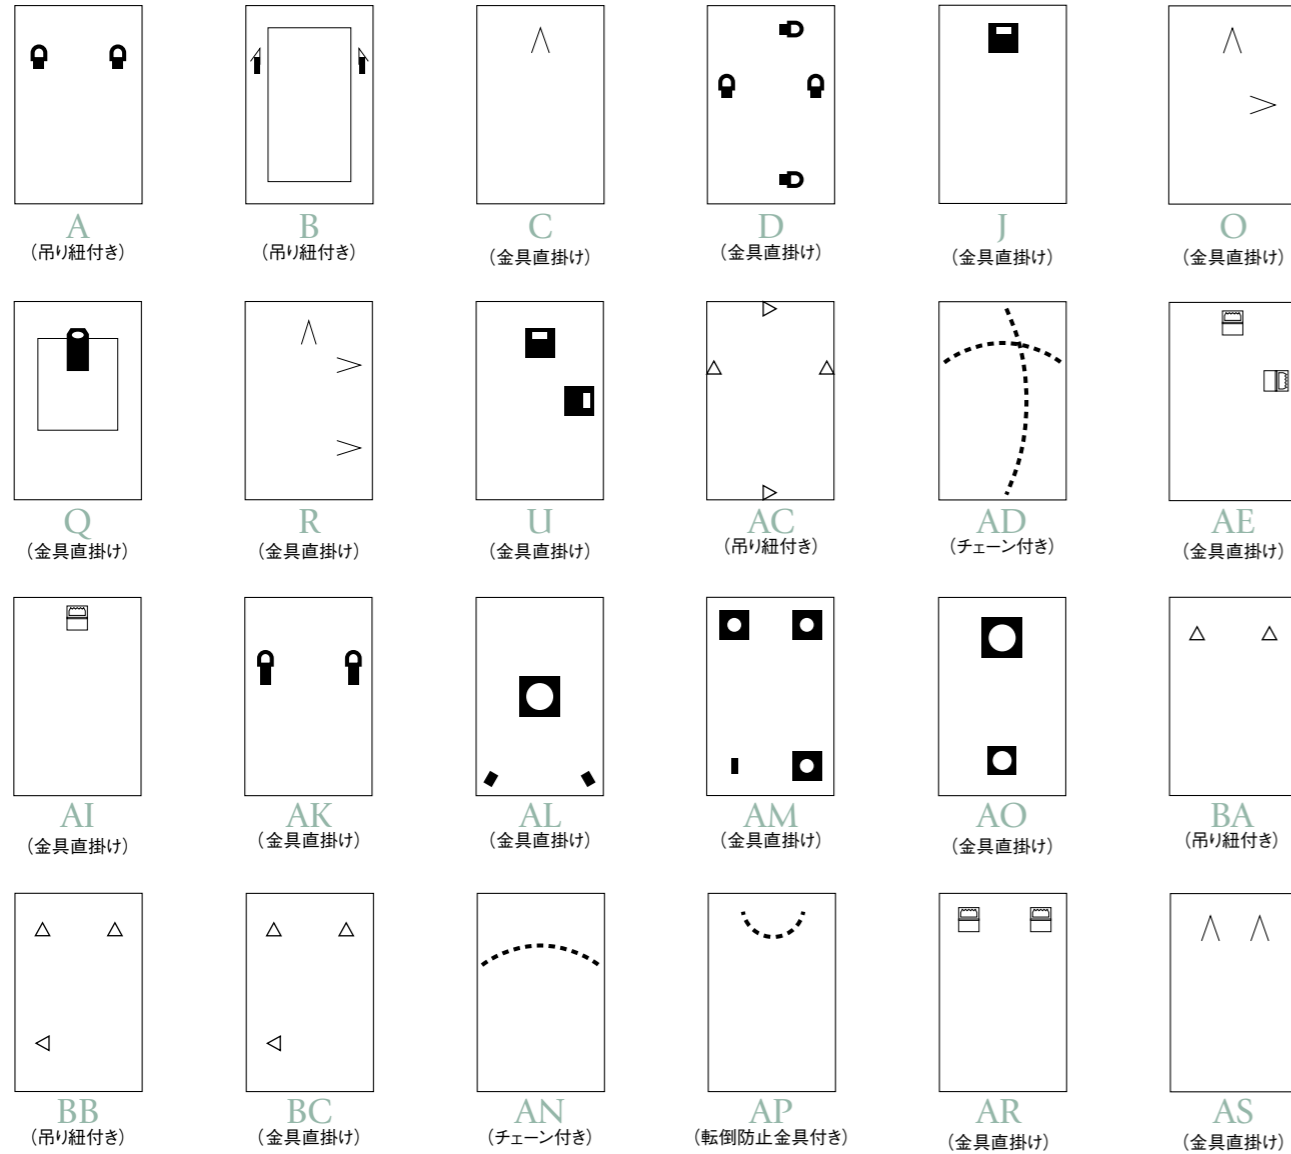 A
(吊り紐付き)
B
(吊り紐付き)
C
(金具直掛け)
D
(金具直掛け)
J
(金具直掛け)
O
(金具直掛け)
Q
(金具直掛け)
R
(金具直掛け)
U
(金具直掛け)
AC
(吊り紐付き)
AD
(チェーン付き)
AE
(金具直掛け)
AI
(金具直掛け)
AK
(金具直掛け)
AL
(金具直掛け)
AM
(金具直掛け)
AO
(金具直掛け)
BA
(吊り紐付き)
BB
(吊り紐付き)
BC
(金具直掛け)
AN
(チェーン付き)
AP
(転倒防止金具付き)
AR
(金具直掛け)
AS
(金具直掛け)